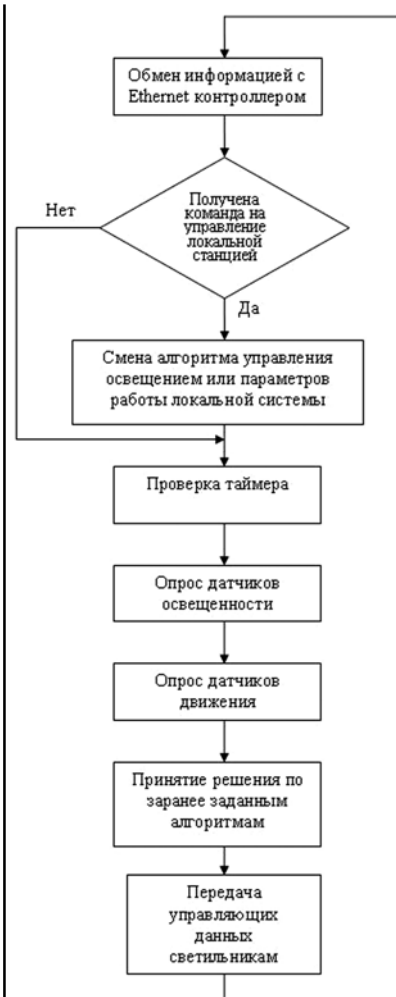 Обмен информацией с
Ethernet контроллером
Получена
команда на
управление
локальной
станцией
Нет
Да
Смена алгоритма управления
освещением или параметров
работы локальной системы
Проверка таймера
Опрос датчиков
освещенности
Опрос датчиков
движения
Принятие решения по
заранее заданным
алгоритмам
Передача
управляющих
данных
светильникам